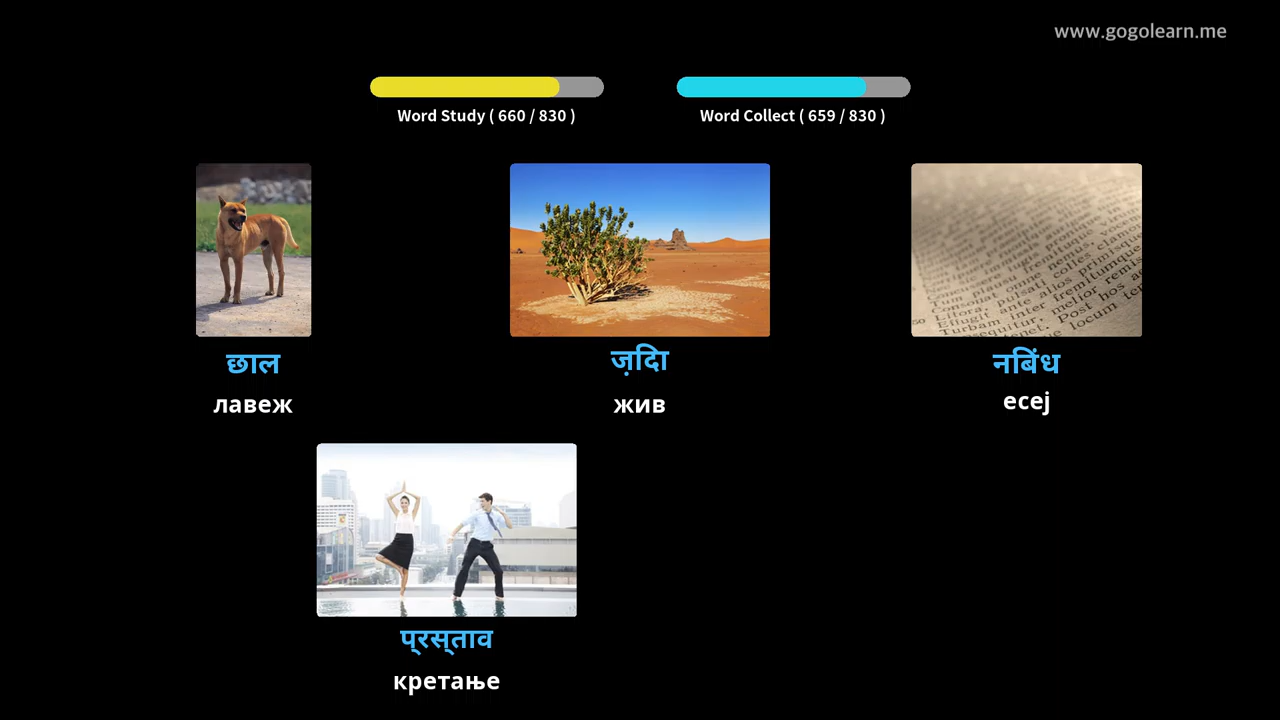 www.gogolearn.me
Word Study ( 660 / 830 )
Word Collect ( 659 / 830 )
छाल
лавеж
ज़दिा
жив
नबिंध
есеј
प्रस्ताव
кретање